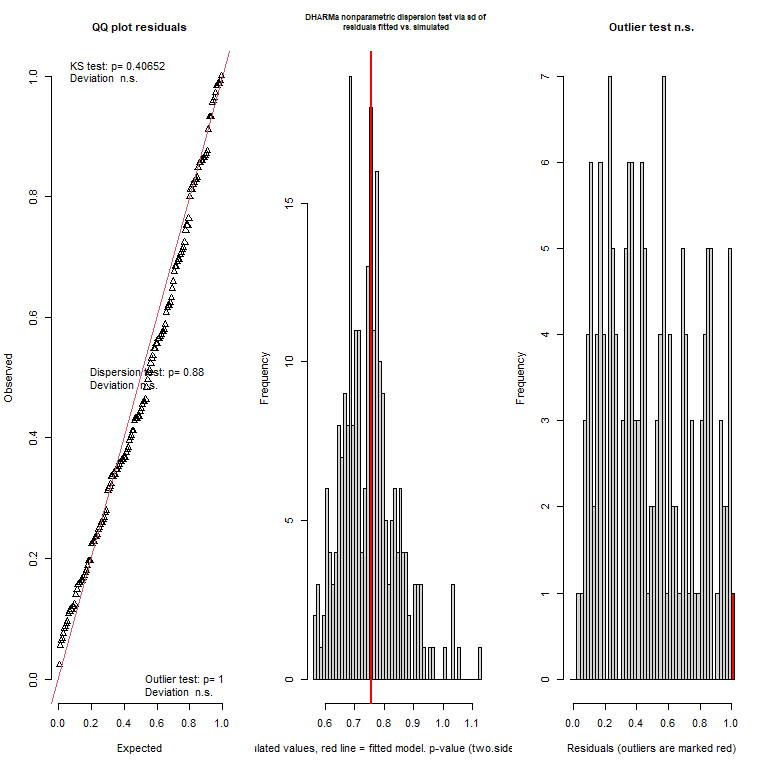 QQ plot residuals
KS test: p= 0.40652
Deviation n.s.
Dispersion test: p= 0.88
Deviation n.s.
Outlier test: p= 1
Deviation n.s.
Observed
0.0 0.2 0.4 0.6 0.8 1.0
Expected
0.0 0.2 0.4 0.6 0.8 1.0
DHARMa nonparametric dispersion test via sd of
residuals fitted vs. simulated
Frequency
0 5 10 15
0.6 0.7 0.8 0.9 1.0 1.1
lated values, red line = fitted model. p-value (two.side
Outlier test n.s.
Frequency
0 1 2 3 4 5 6 7
0.0 0.2 0.4 0.6 0.8 1.0
Residuals (outliers are marked red)